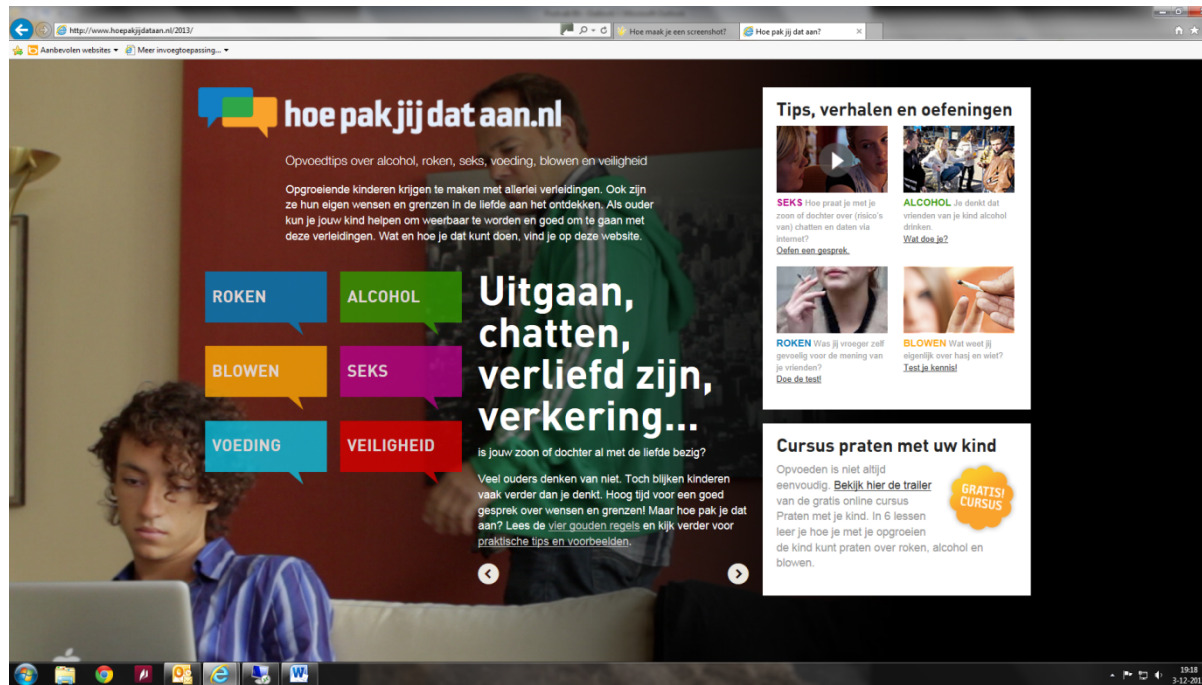 http://www.hoepakjijdataan.nl/2013/
Hoe maak je een screenshot?
Hoe pak jij dat aan?
Aanbevolen websites
Meer invoegtoepassing...
hoe pak jij dat aan.nl
Opvoedtips over alcohol, roken, seks, voeding, blowen en veiligheid
Opgroeiende kinderen krijgen te maken met allerlei verleidingen. Ook zijn
ze hun eigen wensen en grenzen in de liefde aan het ontdekken. Als ouder
kun je jouw kind helpen om weerbaar te worden en goed om te gaan met
deze verleidingen. Wat en hoe je dat kunt doen, vind je op deze website.
ROKEN
ALCOHOL
BLOWEN
SEKS
VOEDING
VEILIGHEID
Uitgaan,
chatten,
verliefd zijn,
verkering...
is jouw zoon of dochter al met de liefde bezig?
Veel ouders denken van niet. Toch blijken kinderen
vaak verder dan je denkt. Hoog tijd voor een goed
gesprek over wensen en grenzen! Maar hoe pak je dat
aan? Lees de vier gouden regels en kijk verder voor
praktische tips en voorbeelden.
Tips, verhalen en oefeningen
SEKS Hoe praat je met je
zoon of dochter over (risico's
van) chatten en daten via
internet?
Oefen een gesprek.
ALCOHOL Je denkt dat
vrienden van je kind alcohol
drinken.
Wat doe je?
ROKEN Was jij vroeger zelf
gevoelig voor de mening van
je vrienden?
Doe de test!
BLOWEN Wat weet jij
eigenlijk over hasj en wiet?
Test je kennis!
Cursus praten met uw kind
Opvoeden is niet altijd
eenvoudig. Bekijk hier de trailer
van de gratis online cursus
Praten met je kind. In 6 lessen
leer je hoe je met je opgroeien
de kind kunt praten over roken, alcohol en
blowen.
GRATIS!
CURSUS
19:18
3-12-201